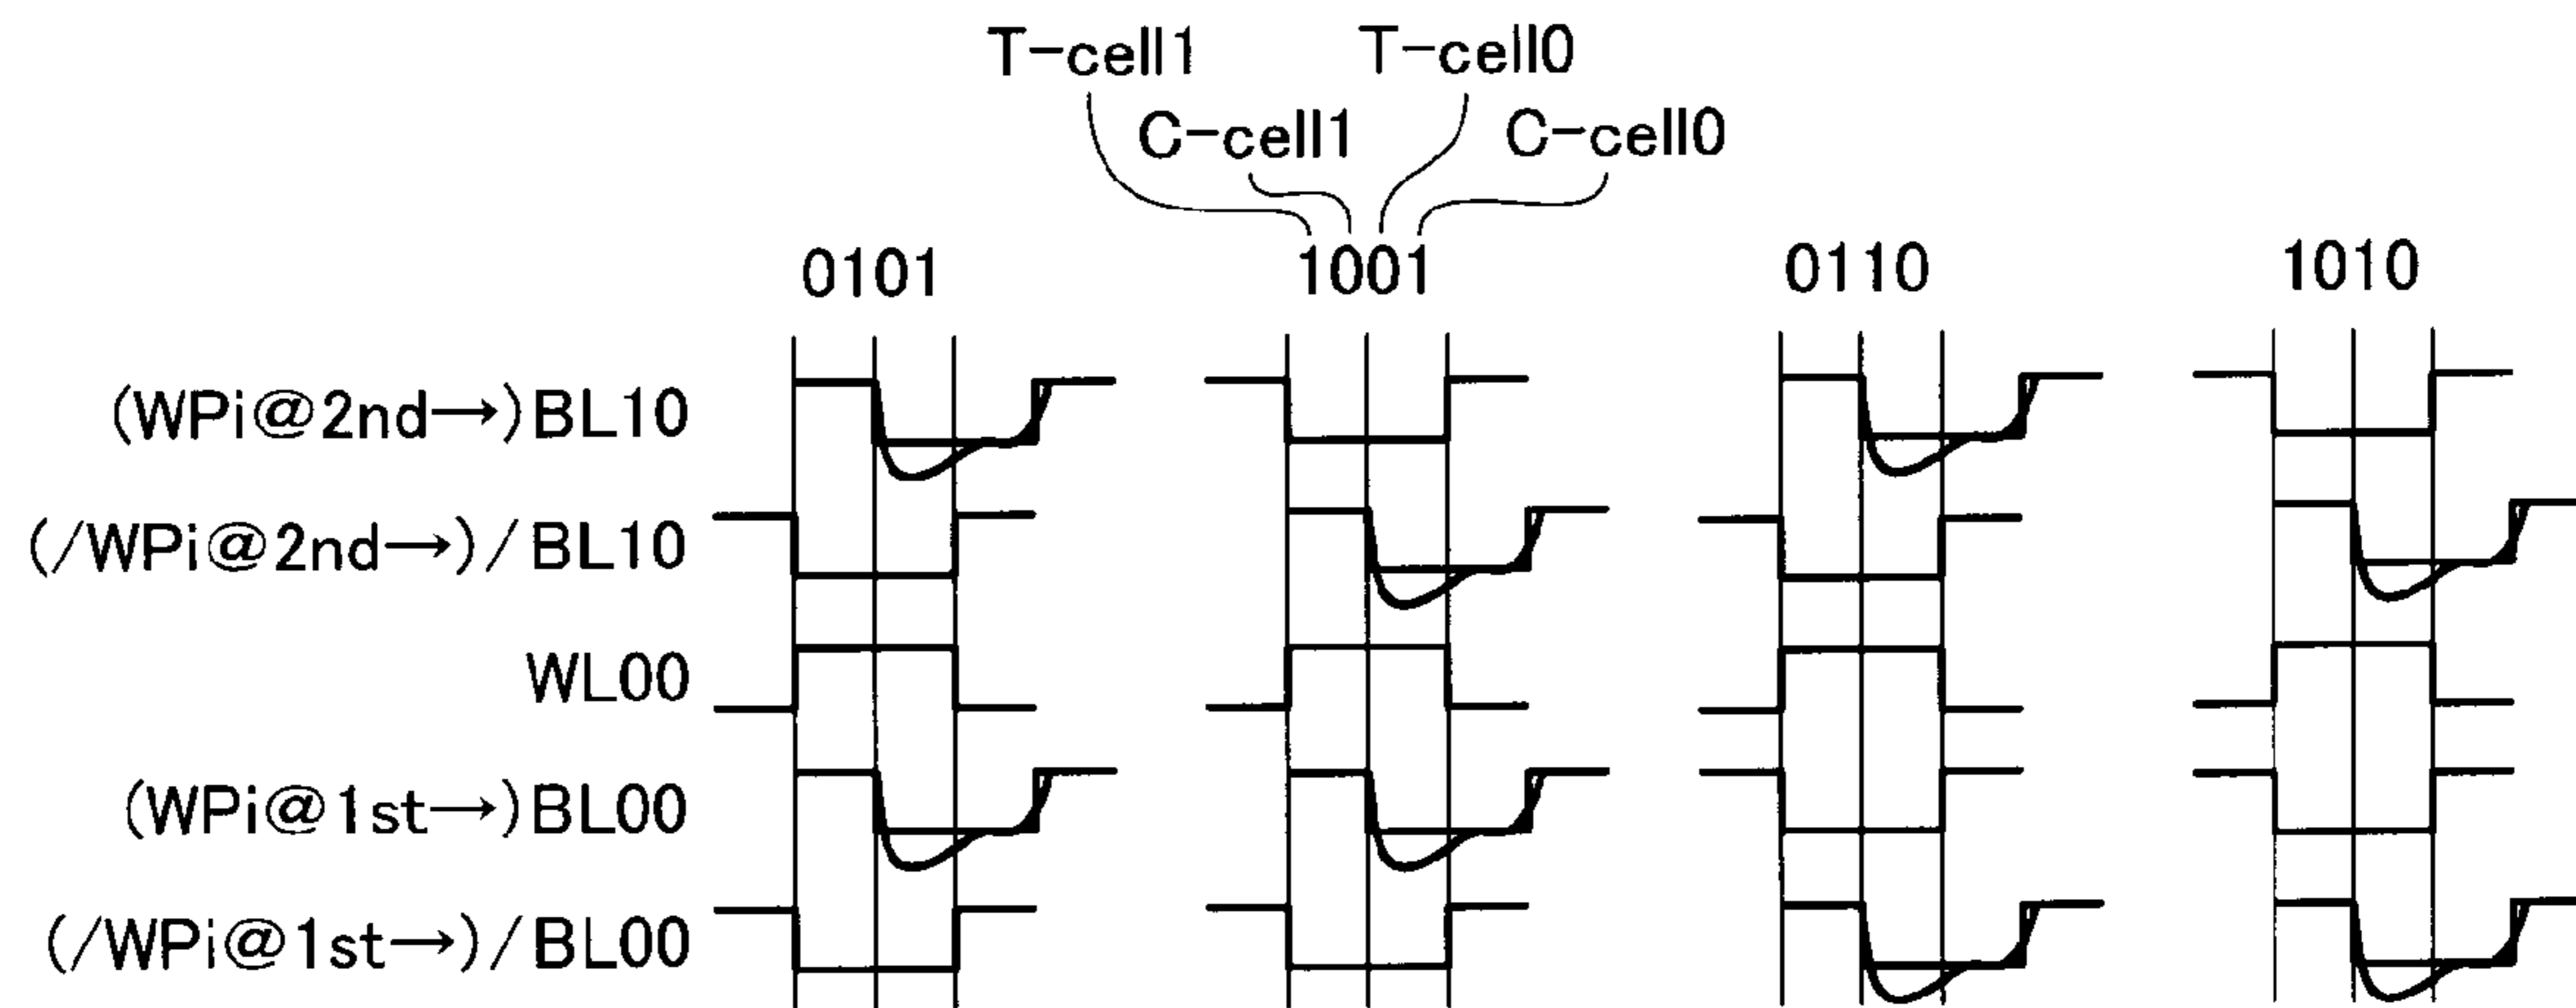 T-cell1 T-cell0
C-cell1 C-cell0
0101 1001 0110 1010
(WPi@2nd→)BL10
(/WPi@2nd→)/BL10
WL00
(WPi@1st→)BL00
(/WPi@1st→)/BL00